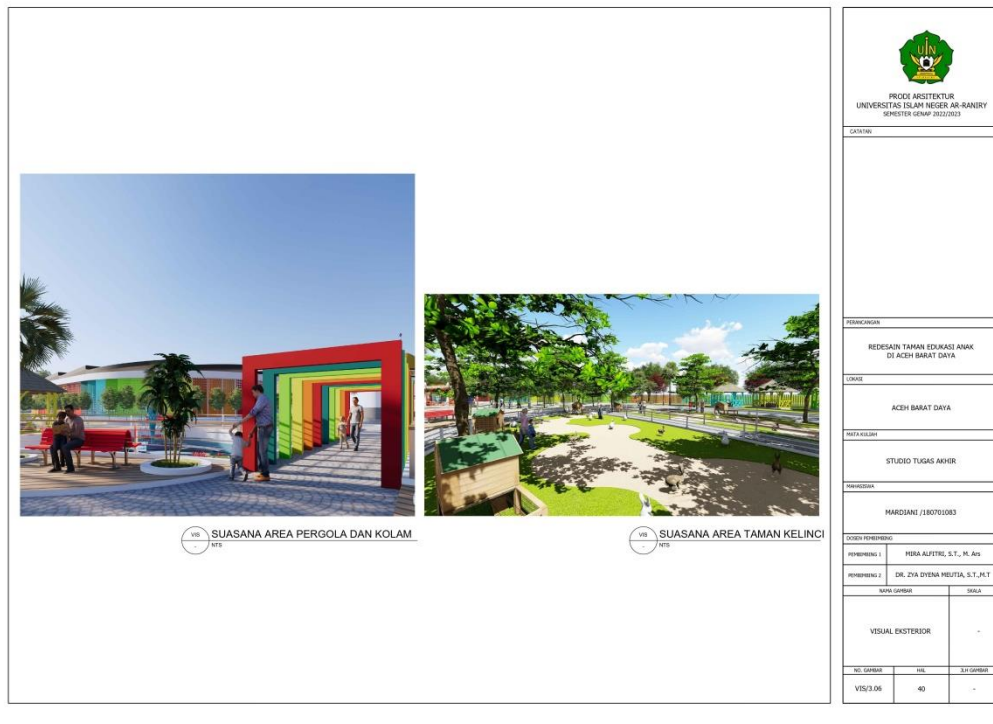 SUASANA AREA PERGOLA DAN KOLAM
VIS
-
NTS
SUASANA AREA TAMAN KELINCI
VIS
-
NTS
UIN
PRODI ARSITEKTUR
UNIVERSITAS ISLAM NEGER AR-RANIRY
SEMESTER GENAP 2022/2023
CATATAN
PERANCANGAN
REDESAIN TAMAN EDUKASI ANAK
DI ACEH BARAT DAYA
LOKASI
ACEH BARAT DAYA
MATA KULIAH
STUDIO TUGAS AKHIR
MAHASISWA
MARDIANI /180701083
DOSEN PEMBIMBING
PEMBIMBING 1 MIRA ALFITRI, S.T., M. Ars
PEMBIMBING 2 DR. ZYA DYENA MEUTIA, S.T.,M.T
NAMA GAMBAR SKALA
VISUAL EKSTERIOR -
NO. GAMBAR HAL JLH GAMBAR
VIS/3.06 40 -